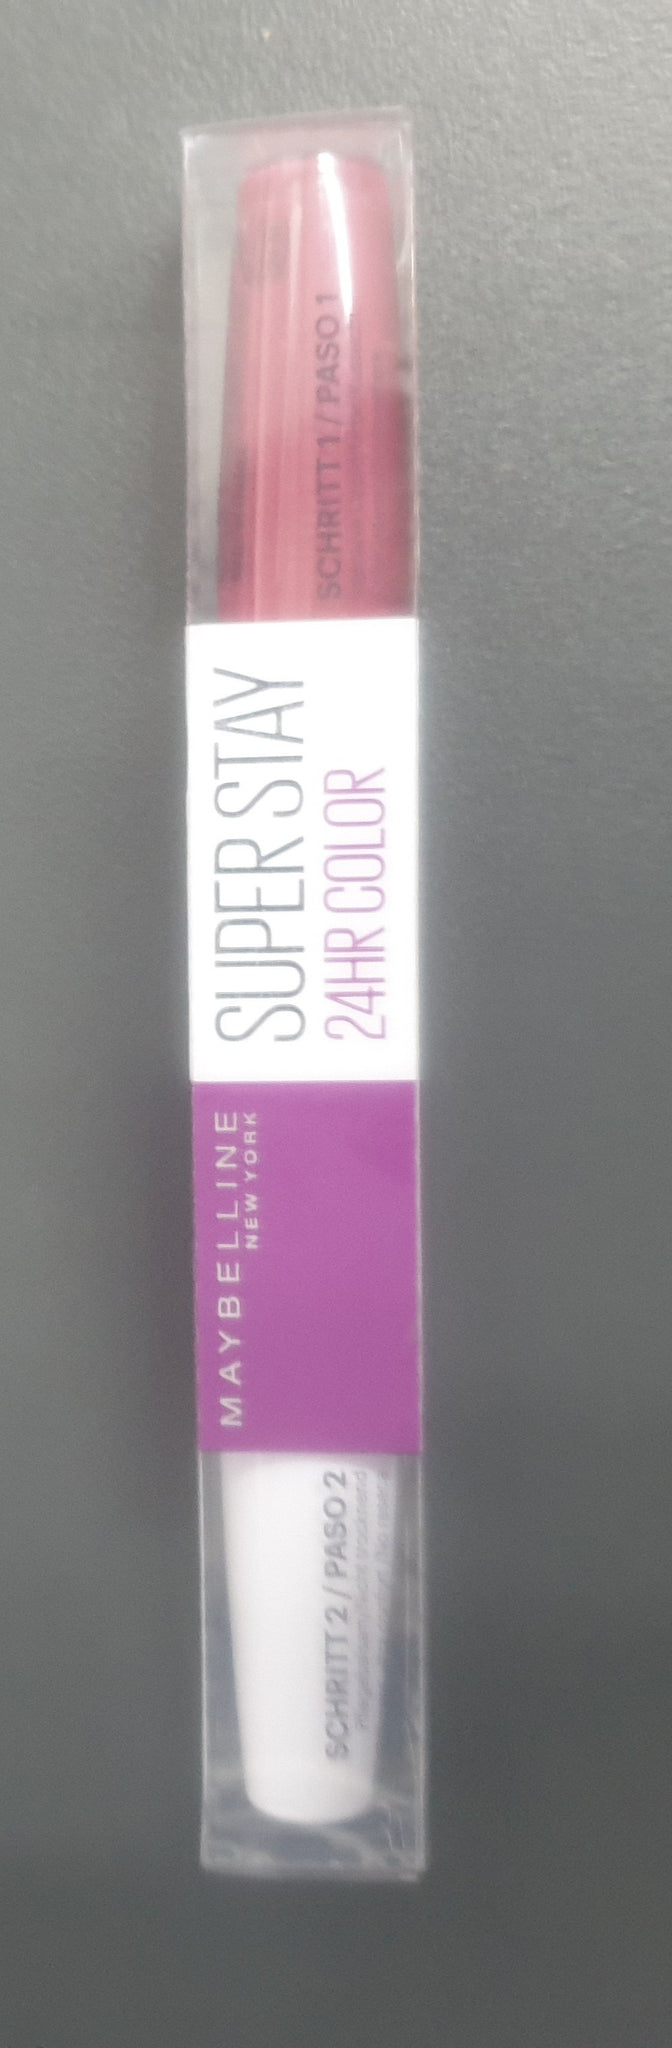 SCHRITT 1 / PASO 1
SUPER STAY
24HR COLOR
MAYBELLINE
NEW YORK
SCHRITT 2 / PASO 2